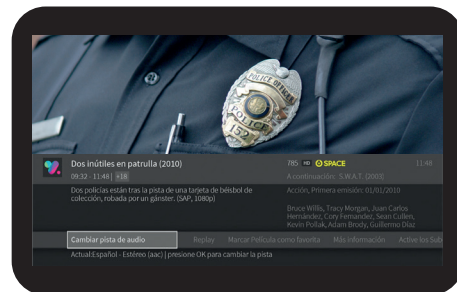 POLICE OFFICER
POLICE
152
Dos inútiles en patrulla (2010)
785 HD SPACE
11:48
09:32 - 11:48 | +18
A continuación: S.W.A.T. (2003)
Dos policías están tras la pista de una tarjeta de béisbol de
colección, robada por un gánster. (SAP, 1080p)
Acción, Primera emisión: 01/01/2010
Bruce Willis, Tracy Morgan, Juan Carlos
Hernández, Cory Fernandez, Sean Cullen,
Kevin Pollak, Adam Brody, Guillermo Díaz
Cambiar pista de audio
Replay
Marcar Película como favorita
Más información
Active los Sub
Actual:Español - Estéreo (aac) | presione OK para cambiar la pista